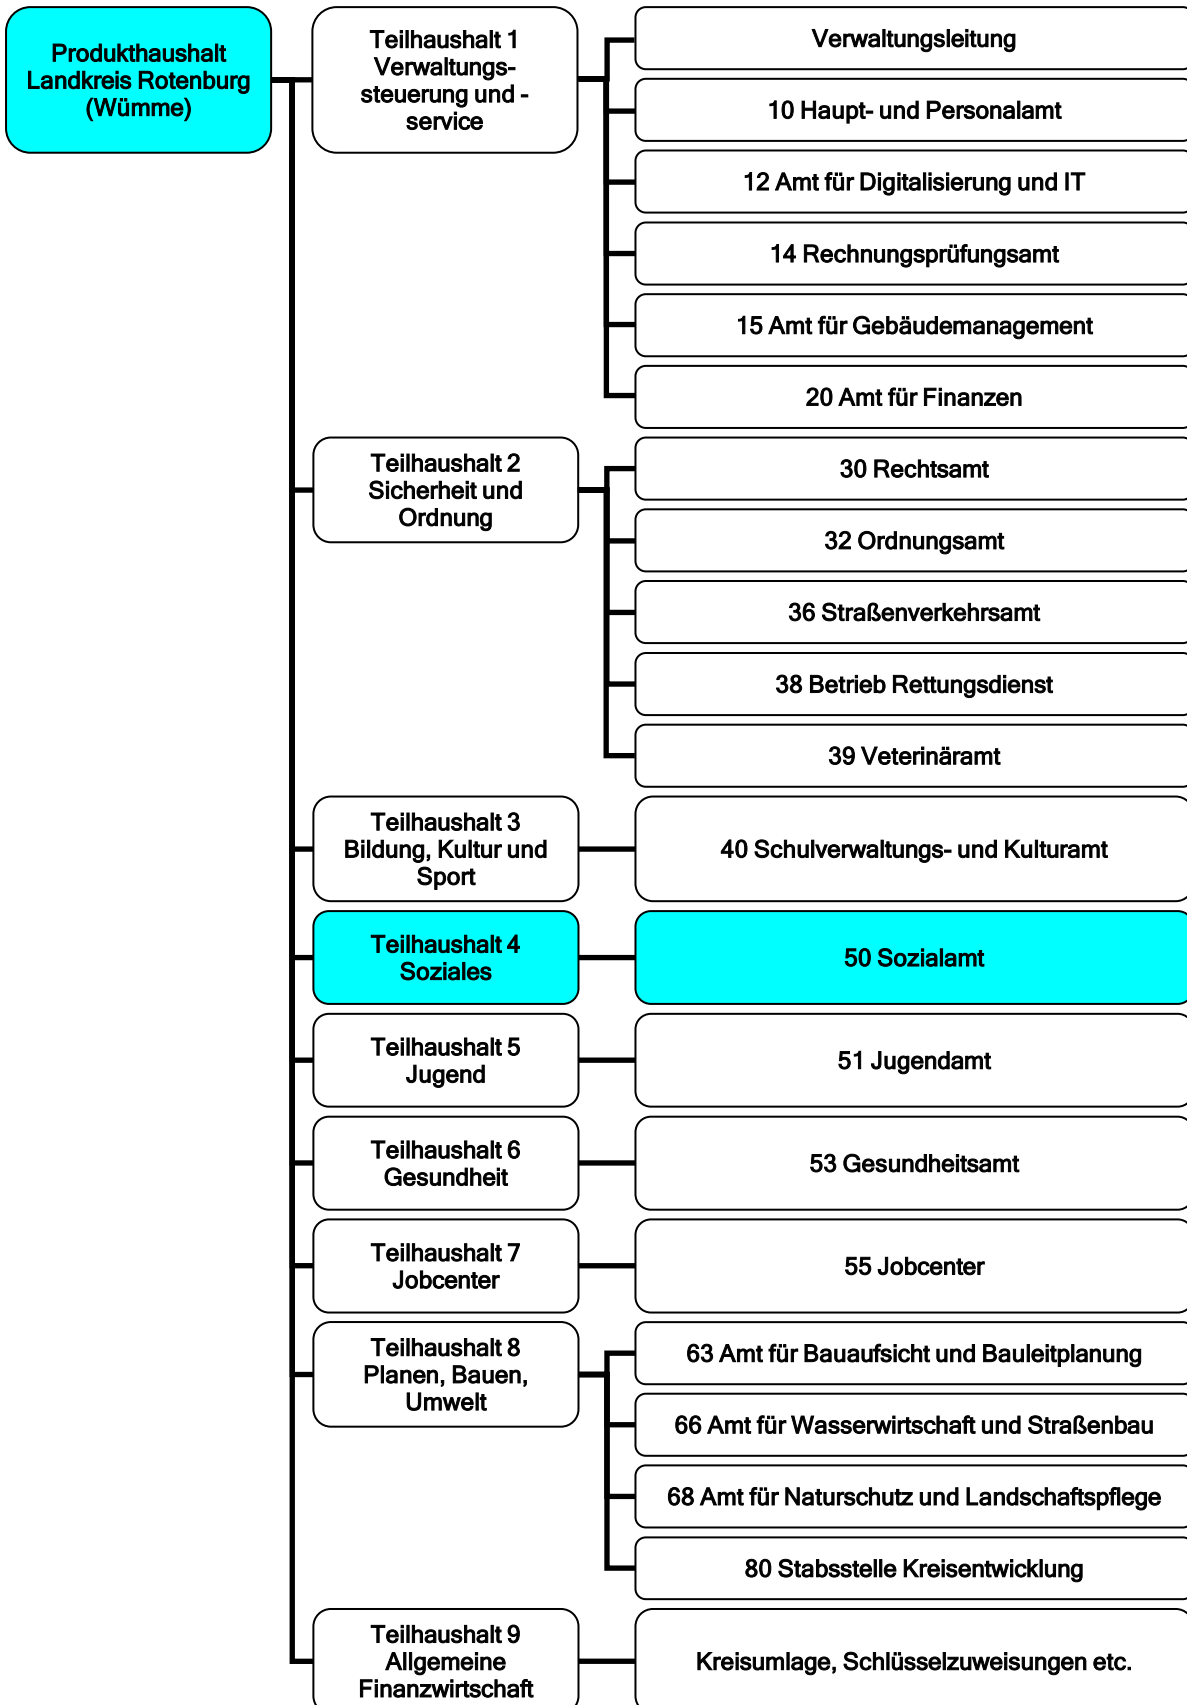 Produkthaushalt
Landkreis Rotenburg
(Wümme)
Teilhaushalt 1
Verwaltungs-
steuerung und -
service
Verwaltungsleitung
10 Haupt- und Personalamt
12 Amt für Digitalisierung und IT
14 Rechnungsprüfungsamt
15 Amt für Gebäudemanagement
20 Amt für Finanzen
Teilhaushalt 2
Sicherheit und
Ordnung
30 Rechtsamt
32 Ordnungsamt
36 Straßenverkehrsamt
38 Betrieb Rettungsdienst
39 Veterinäramt
Teilhaushalt 3
Bildung, Kultur und
Sport
40 Schulverwaltungs- und Kulturamt
Teilhaushalt 4
Soziales
50 Sozialamt
Teilhaushalt 5
Jugend
51 Jugendamt
Teilhaushalt 6
Gesundheit
53 Gesundheitsamt
Teilhaushalt 7
Jobcenter
55 Jobcenter
Teilhaushalt 8
Planen, Bauen,
Umwelt
63 Amt für Bauaufsicht und Bauleitplanung
66 Amt für Wasserwirtschaft und Straßenbau
68 Amt für Naturschutz und Landschaftspflege
80 Stabsstelle Kreisentwicklung
Teilhaushalt 9
Allgemeine
Finanzwirtschaft
Kreisumlage, Schlüsselzuweisungen etc.